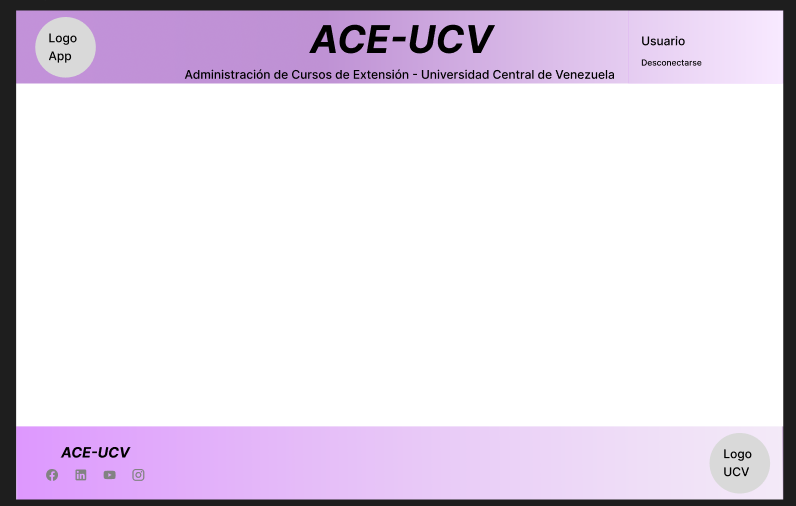 Logo
App
ACE-UCV
Administración de Cursos de Extensión - Universidad Central de Venezuela
Usuario
Desconectarse
ACE-UCV
Logo
UCV